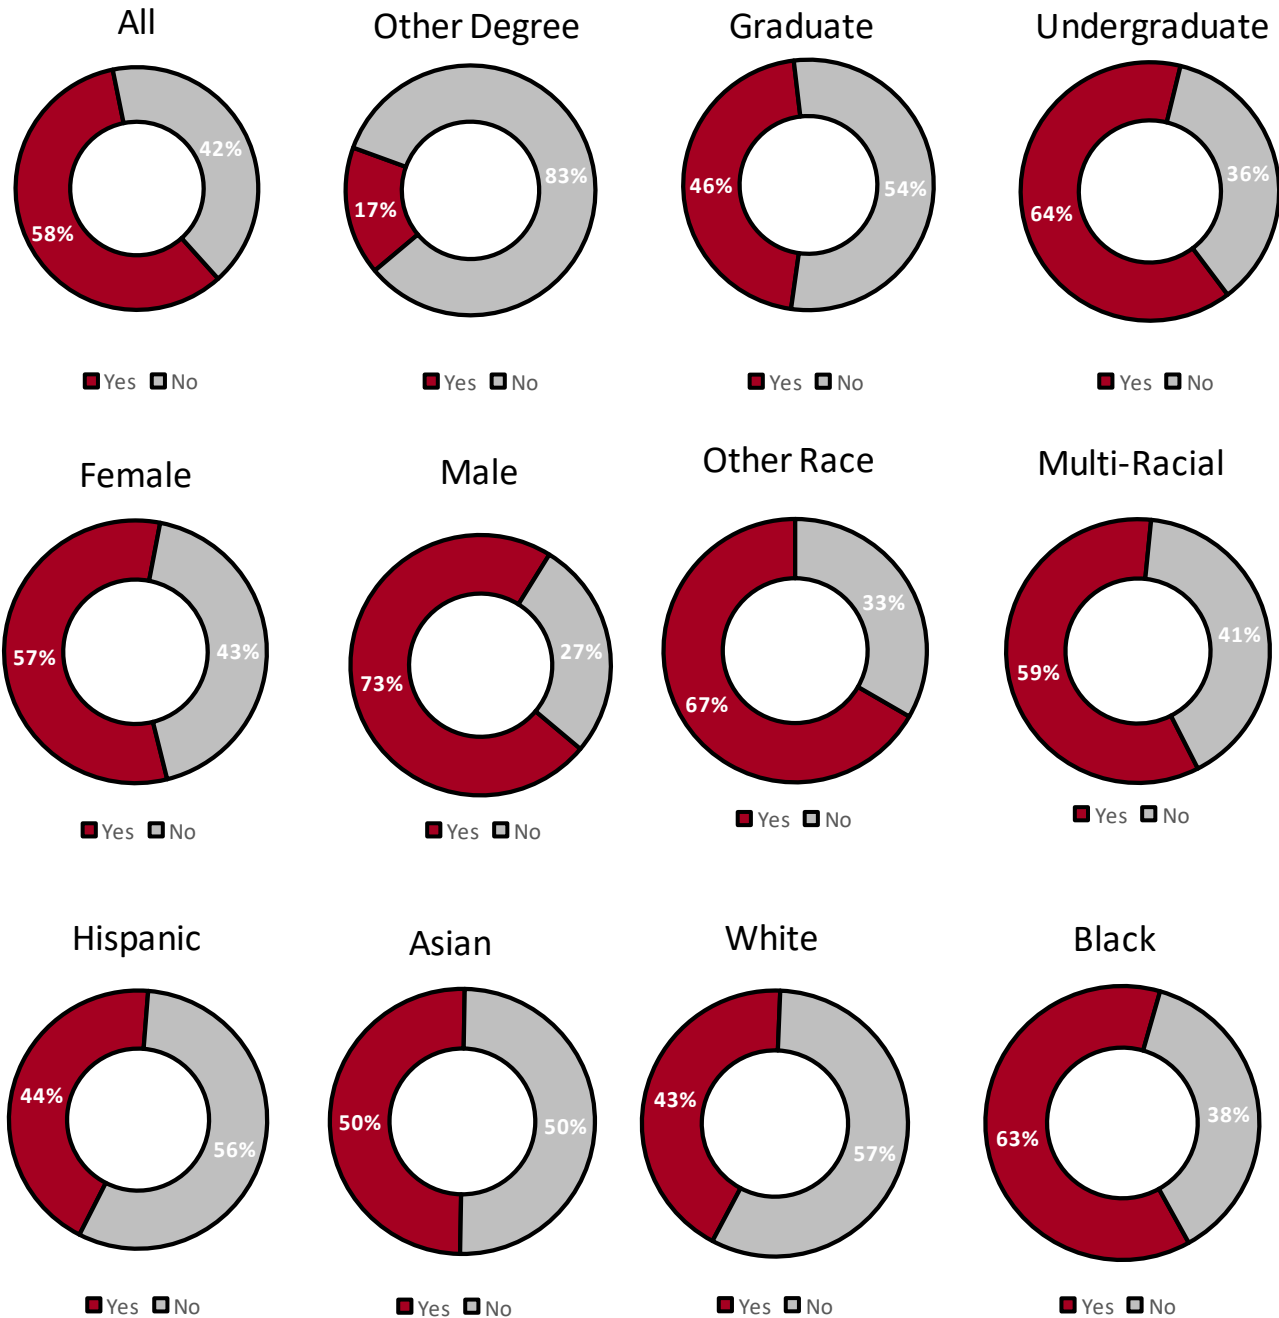 All
Other Degree
Graduate
Undergraduate
42%
58%
83%
17%
46%
54%
36%
64%
Yes No
Yes No
Yes No
Yes No
Female
Male
Other Race
Multi-Racial
57%
43%
27%
73%
33%
67%
41%
59%
Yes No
Yes No
Yes No
Yes No
Hispanic
Asian
White
Black
44%
56%
50%
50%
43%
57%
38%
63%
Yes No
Yes No
Yes No
Yes No